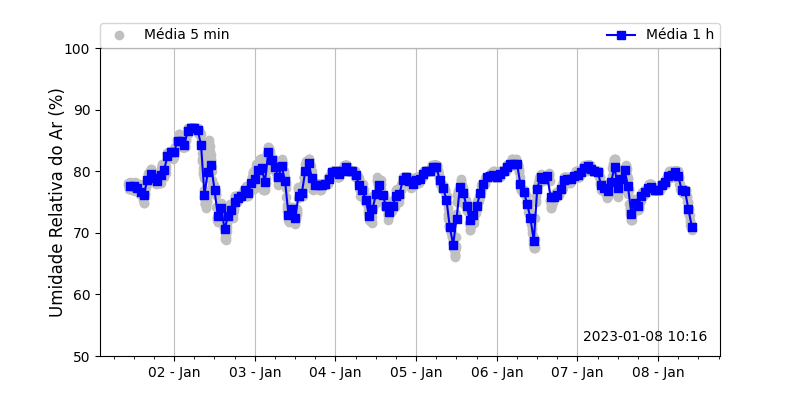 Média 5 min
Média 1 h
Umidade Relativa do Ar (%)
100
90
80
70
60
50
2023-01-08 10:16
02 - Jan
03 - Jan
04 - Jan
05 - Jan
06 - Jan
07 - Jan
08 - Jan